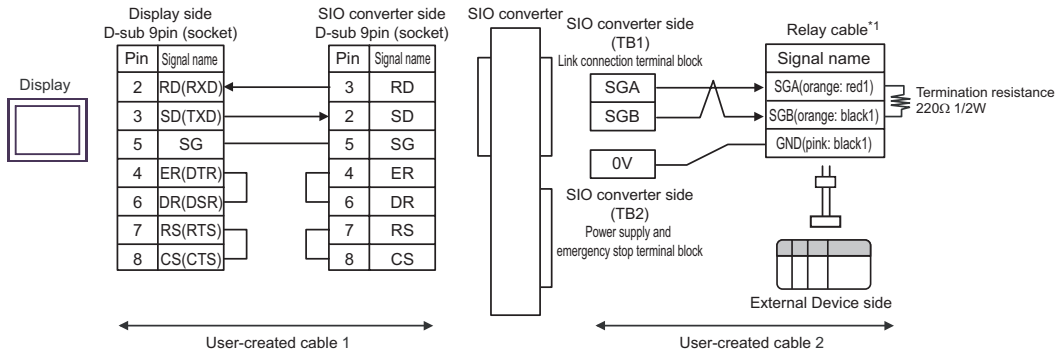 Display
Display side
D-sub 9pin (socket)
Pin Signal name
2 RD(RXD)
3 SD(TXD)
5 SG
4 ER(DTR)
6 DR(DSR)
7 RS(RTS)
8 CS(CTS)
SIO converter side
D-sub 9pin (socket)
Pin Signal name
3 RD
2 SD
5 SG
4 ER
6 DR
7 RS
8 CS
SIO converter
SIO converter side
(TB1)
Link connection terminal block
SGA
SGB
0V
SIO converter side
(TB2)
Power supply and
emergency stop terminal block
Relay cable*1
Signal name
SGA(orange: red1)
SGB(orange: black1)
GND(pink: black1)
Termination resistance
220Ω 1/2W
External Device side
User-created cable 1
User-created cable 2